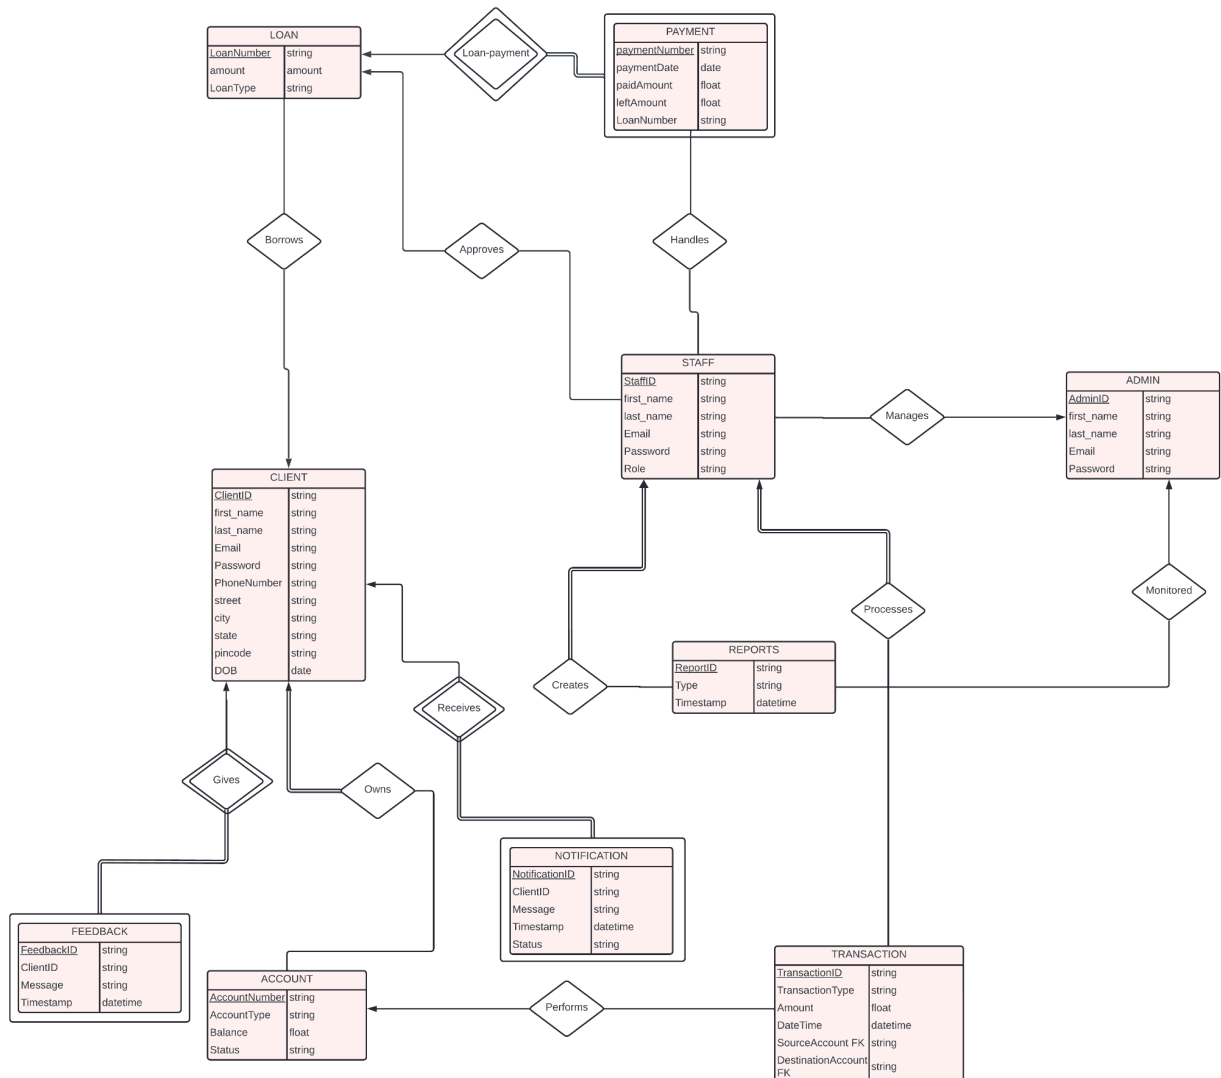 LOAN
LoanNumber string
amount amount
LoanType string
Loan-payment
PAYMENT
paymentNumber string
paymentDate date
paidAmount float
leftAmount float
LoanNumber string
Borrows
Approves
Handles
STAFF
StaffID string
first_name string
last_name string
Email string
Password string
Role string
Manages
ADMIN
AdminID string
first_name string
last_name string
Email string
Password string
CLIENT
ClientID string
first_name string
last_name string
Email string
Password string
PhoneNumber string
street string
city string
state string
pincode string
DOB date
Monitored
Processes
REPORTS
ReportID string
Type string
Timestamp datetime
Creates
Receives
Gives
Owns
NOTIFICATION
NotificationID string
ClientID string
Message string
Timestamp datetime
Status string
FEEDBACK
FeedbackID string
ClientID string
Message string
Timestamp datetime
ACCOUNT
AccountNumber string
AccountType string
Balance float
Status string
Performs
TRANSACTION
TransactionID string
TransactionType string
Amount float
DateTime datetime
SourceAccount FK string
DestinationAccount string
FK